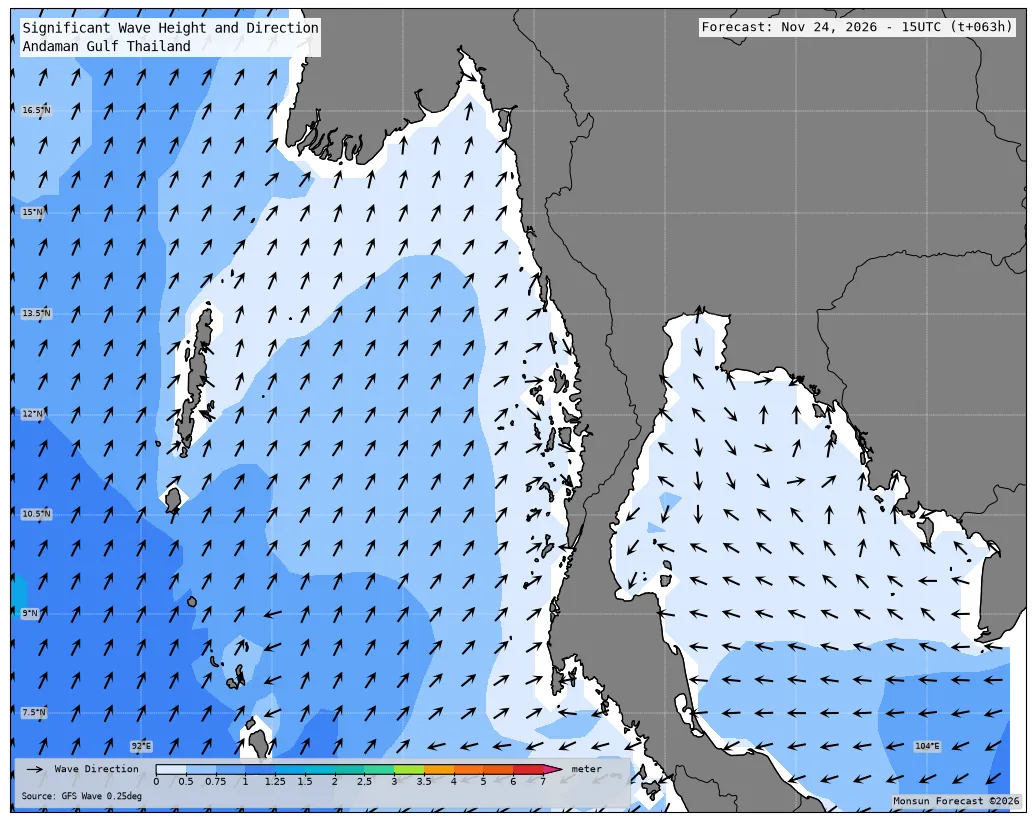 Significant Wave Height and Direction
Andaman Gulf Thailand
Forecast: Nov 24, 2026 - 15UTC (t+063h)
16.5°N
15°N
13.5°N
12°N
10.5°N
9°N
7.5°N
92°E
104°E
Wave Direction
0 0.5 0.75 1 1.25 1.5 2 2.5 3 3.5 4 5 6 7
meter
Source: GFS Wave 0.25deg
Monsun Forecast ©2026